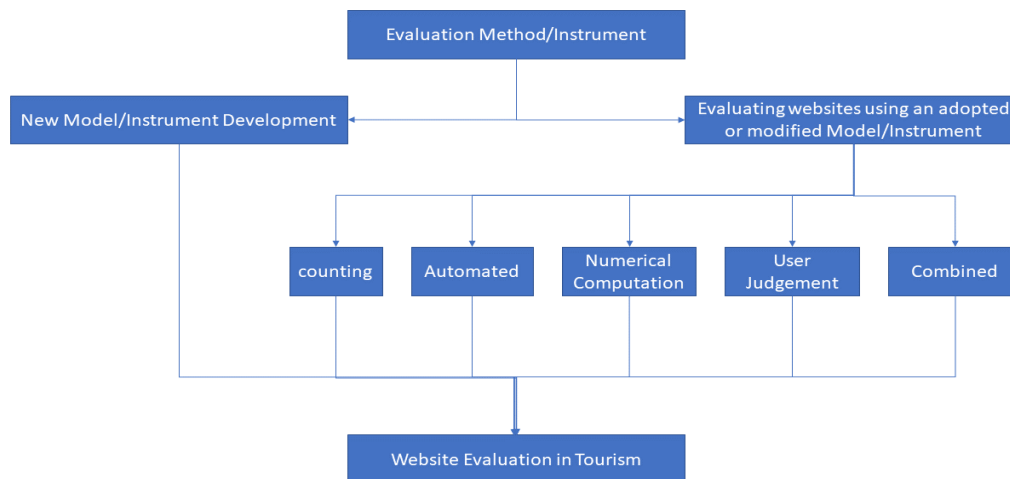 Evaluation Method/Instrument
New Model/Instrument Development
Evaluating websites using an adopted
or modified Model/Instrument
counting
Automated
Numerical
Computation
User
Judgement
Combined
Website Evaluation in Tourism